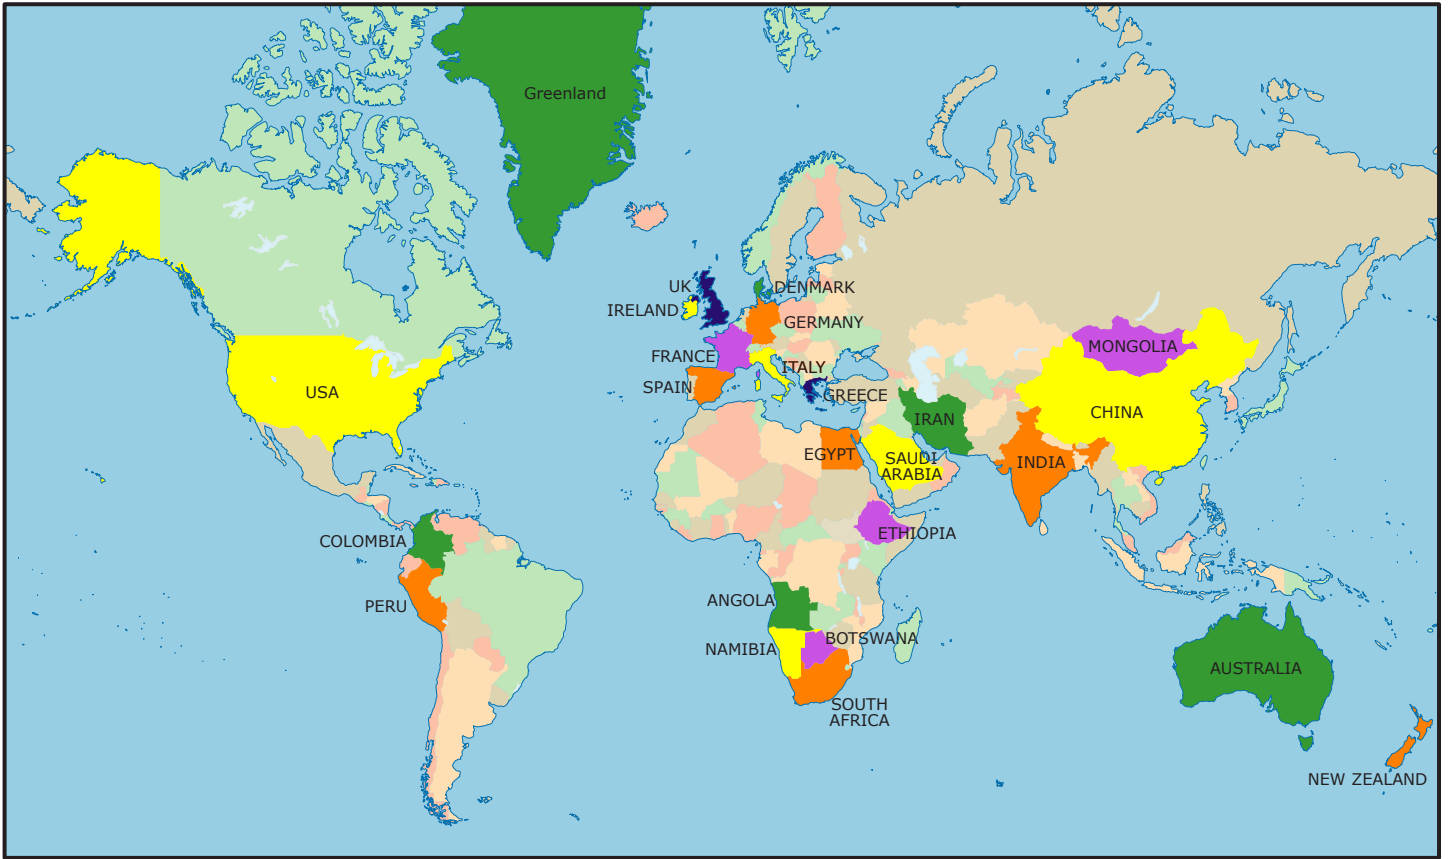 Greenland
UK
DENMARK
IRELAND
GERMANY
FRANCE
MONGOLIA
ITALY
SPAIN
USA
GREECE
CHINA
IRAN
EGYPT
SAUDI
ARABIA
INDIA
COLOMBIA
ETHIOPIA
ANGOLA
PERU
BOTSWANA
NAMIBIA
AUSTRALIA
SOUTH
AFRICA
NEW ZEALAND